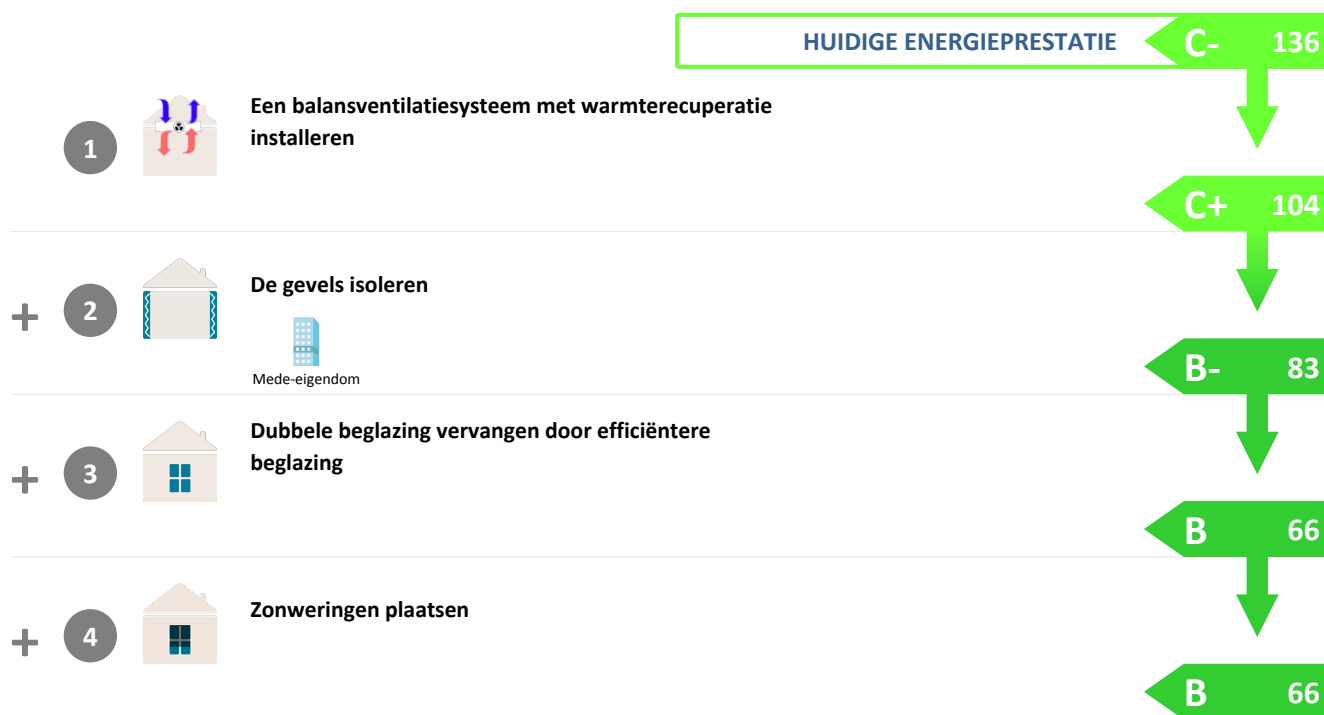 HUIDIGE ENERGIEPRESTATIE C- 136
1 Een balansventilatiesysteem met warmterecuperatie
installeren
C+ 104
+ 2 De gevels isoleren
Mede-eigendom
B- 83
+ 3 Dubbele beglazing vervangen door efficiëntere
beglazing
B 66
+ 4 Zonweringen plaatsen
B 66